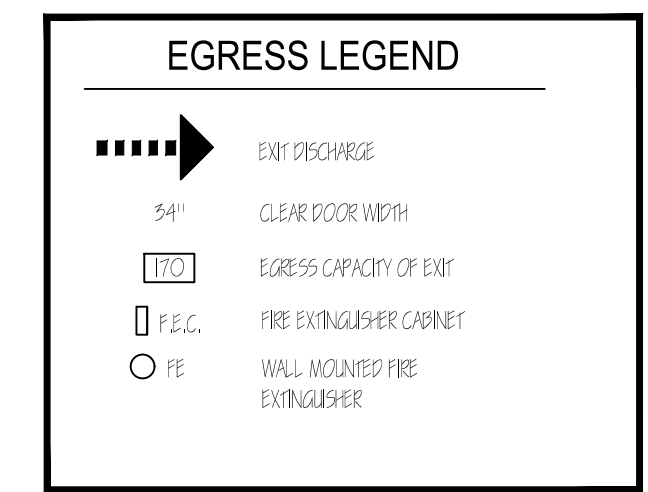 EGRESS LEGEND
EXIT DISCHARGE
34" CLEAR DOOR WIDTH
170 EGRESS CAPACITY OF EXIT
F.E.C. FIRE EXTINGUISHER CABINET
FE WALL MOUNTED FIRE
EXTINGUISHER